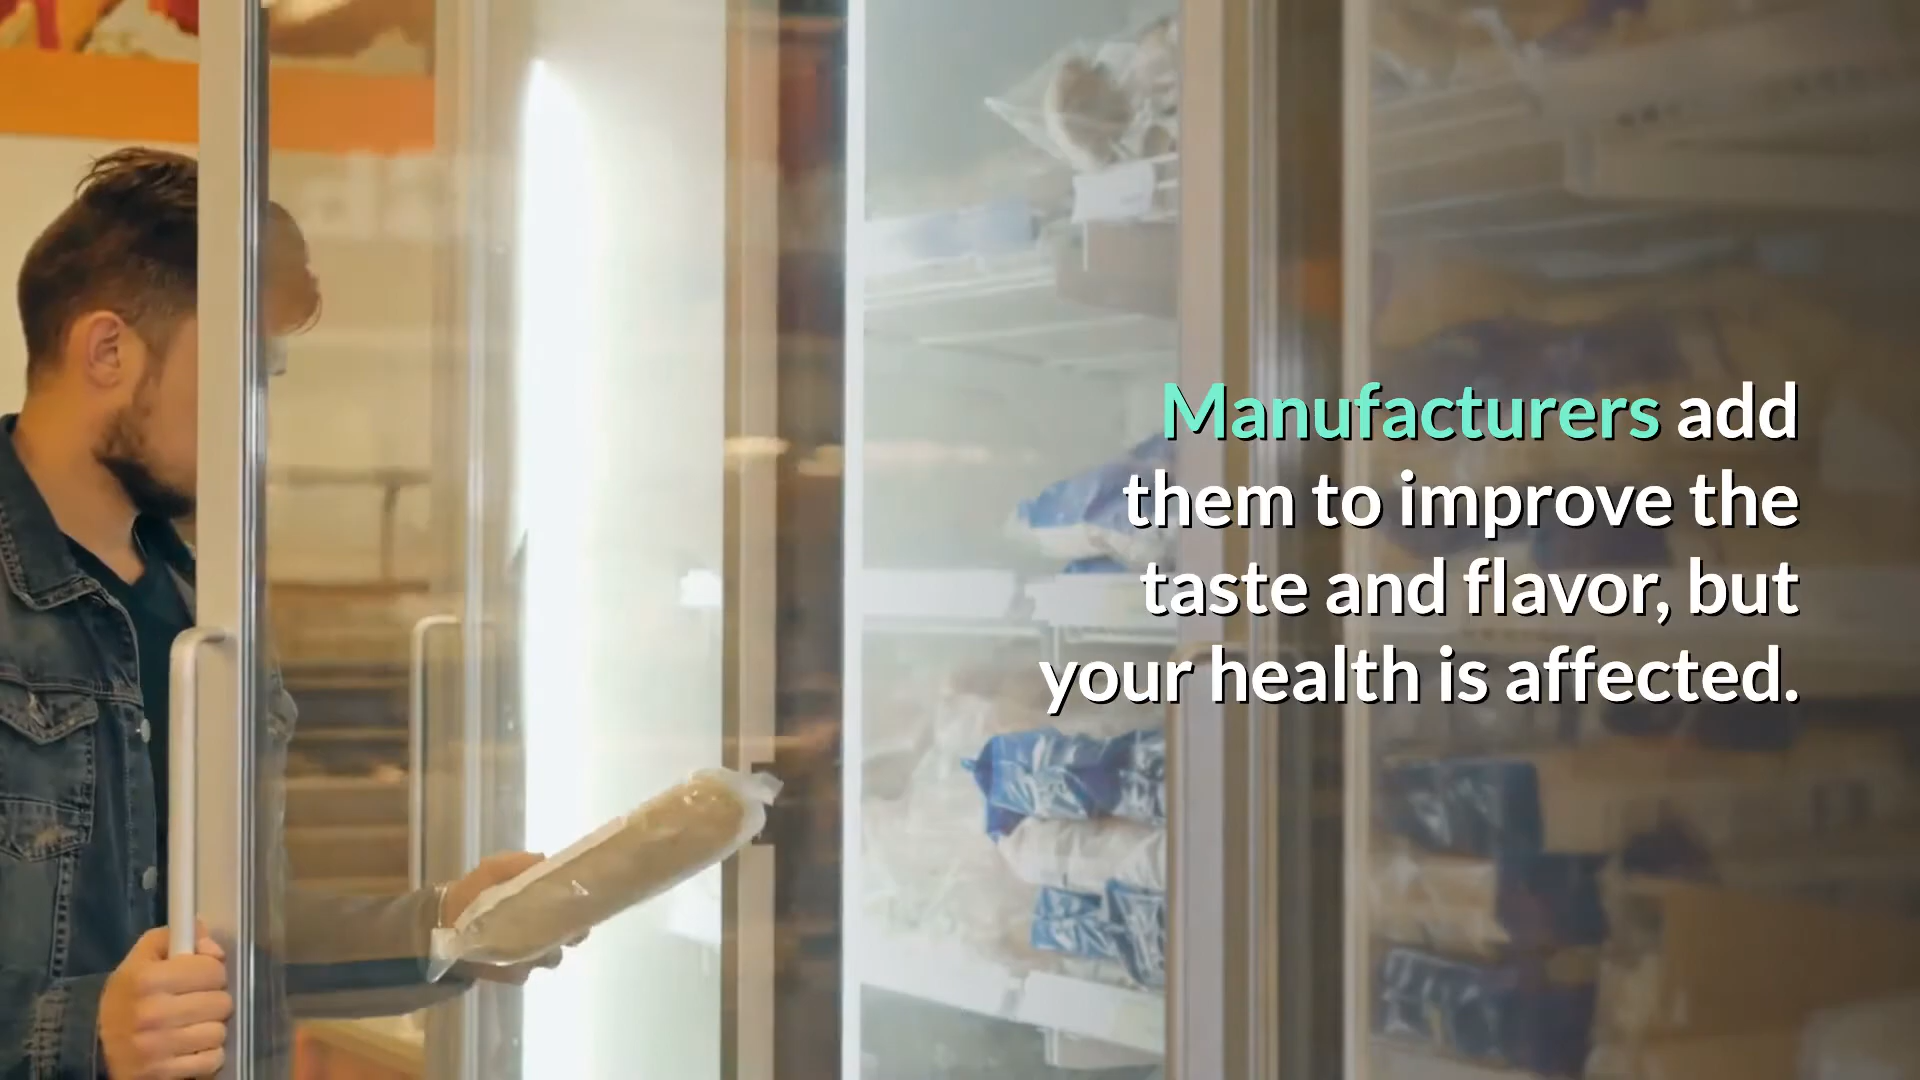 Manufacturers add
them to improve the
taste and flavor, but
your health is affected.